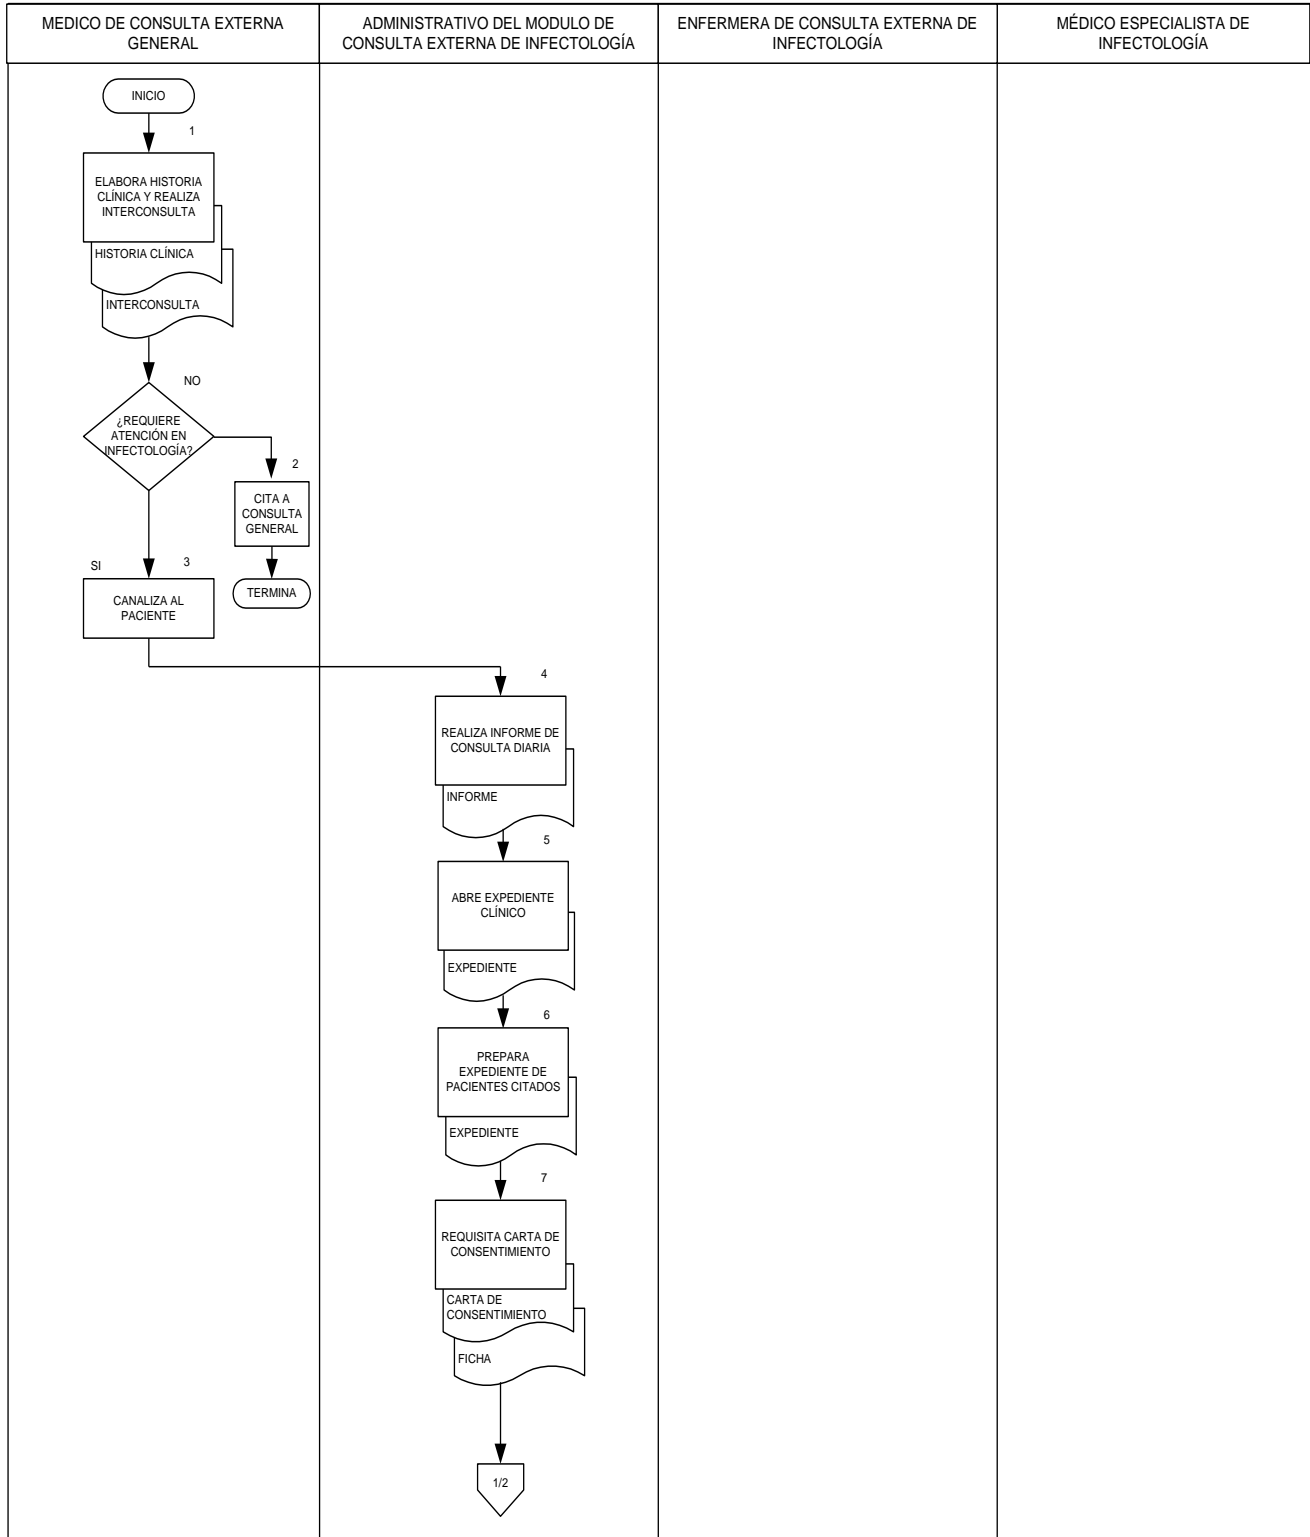 MEDICO DE CONSULTA EXTERNA
GENERAL
ADMINISTRATIVO DEL MODULO DE
CONSULTA EXTERNA DE INFECTOLOGÍA
ENFERMERA DE CONSULTA EXTERNA DE
INFECTOLOGÍA
MÉDICO ESPECIALISTA DE
INFECTOLOGÍA
INICIO
1
ELABORA HISTORIA
CLÍNICA Y REALIZA
INTERCONSULTA
HISTORIA CLÍNICA
INTERCONSULTA
NO
¿REQUIERE
ATENCIÓN EN
INFECTOLOGÍA?
2
CITA A
CONSULTA
GENERAL
TERMINA
SI
3
CANALIZA AL
PACIENTE
4
REALIZA INFORME DE
CONSULTA DIARIA
INFORME
5
ABRE EXPEDIENTE
CLÍNICO
EXPEDIENTE
6
PREPARA
EXPEDIENTE DE
PACIENTES CITADOS
EXPEDIENTE
7
REQUISITA CARTA DE
CONSENTIMIENTO
CARTA DE
CONSENTIMIENTO
FICHA
1/2